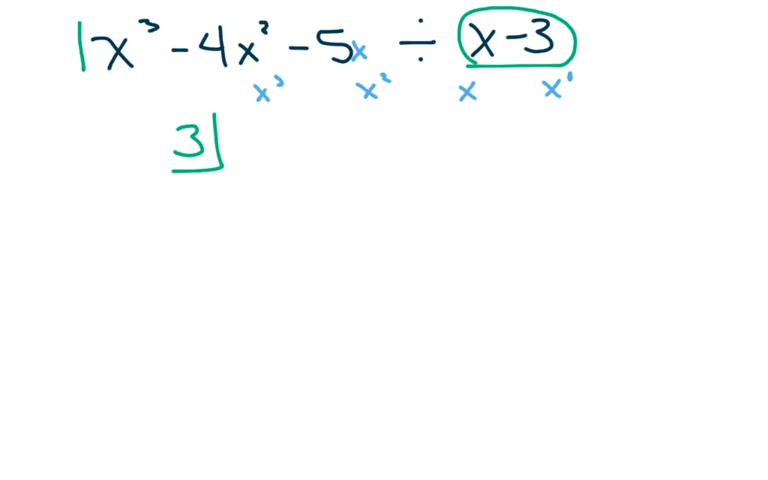 1x³ - 4x² - 5x ÷ x - 3
x³ x² x x⁰
3